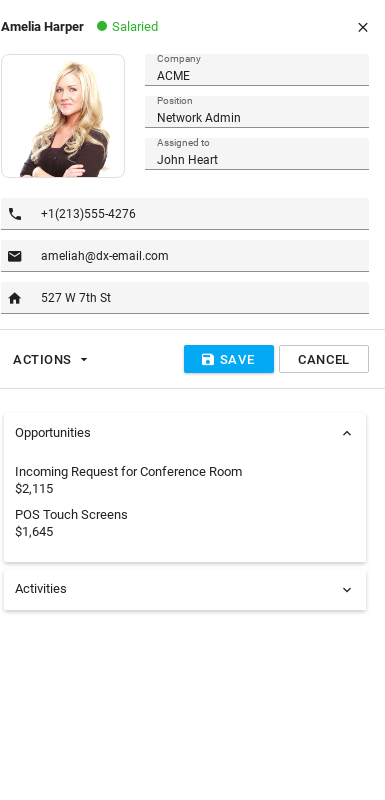 Amelia Harper Salaried
Company
ACME
Position
Network Admin
Assigned to
John Heart
+1(213)555-4276
ameliah@dx-email.com
527 W 7th St
ACTIONS SAVE CANCEL
Opportunities
Incoming Request for Conference Room
$2,115
POS Touch Screens
$1,645
Activities